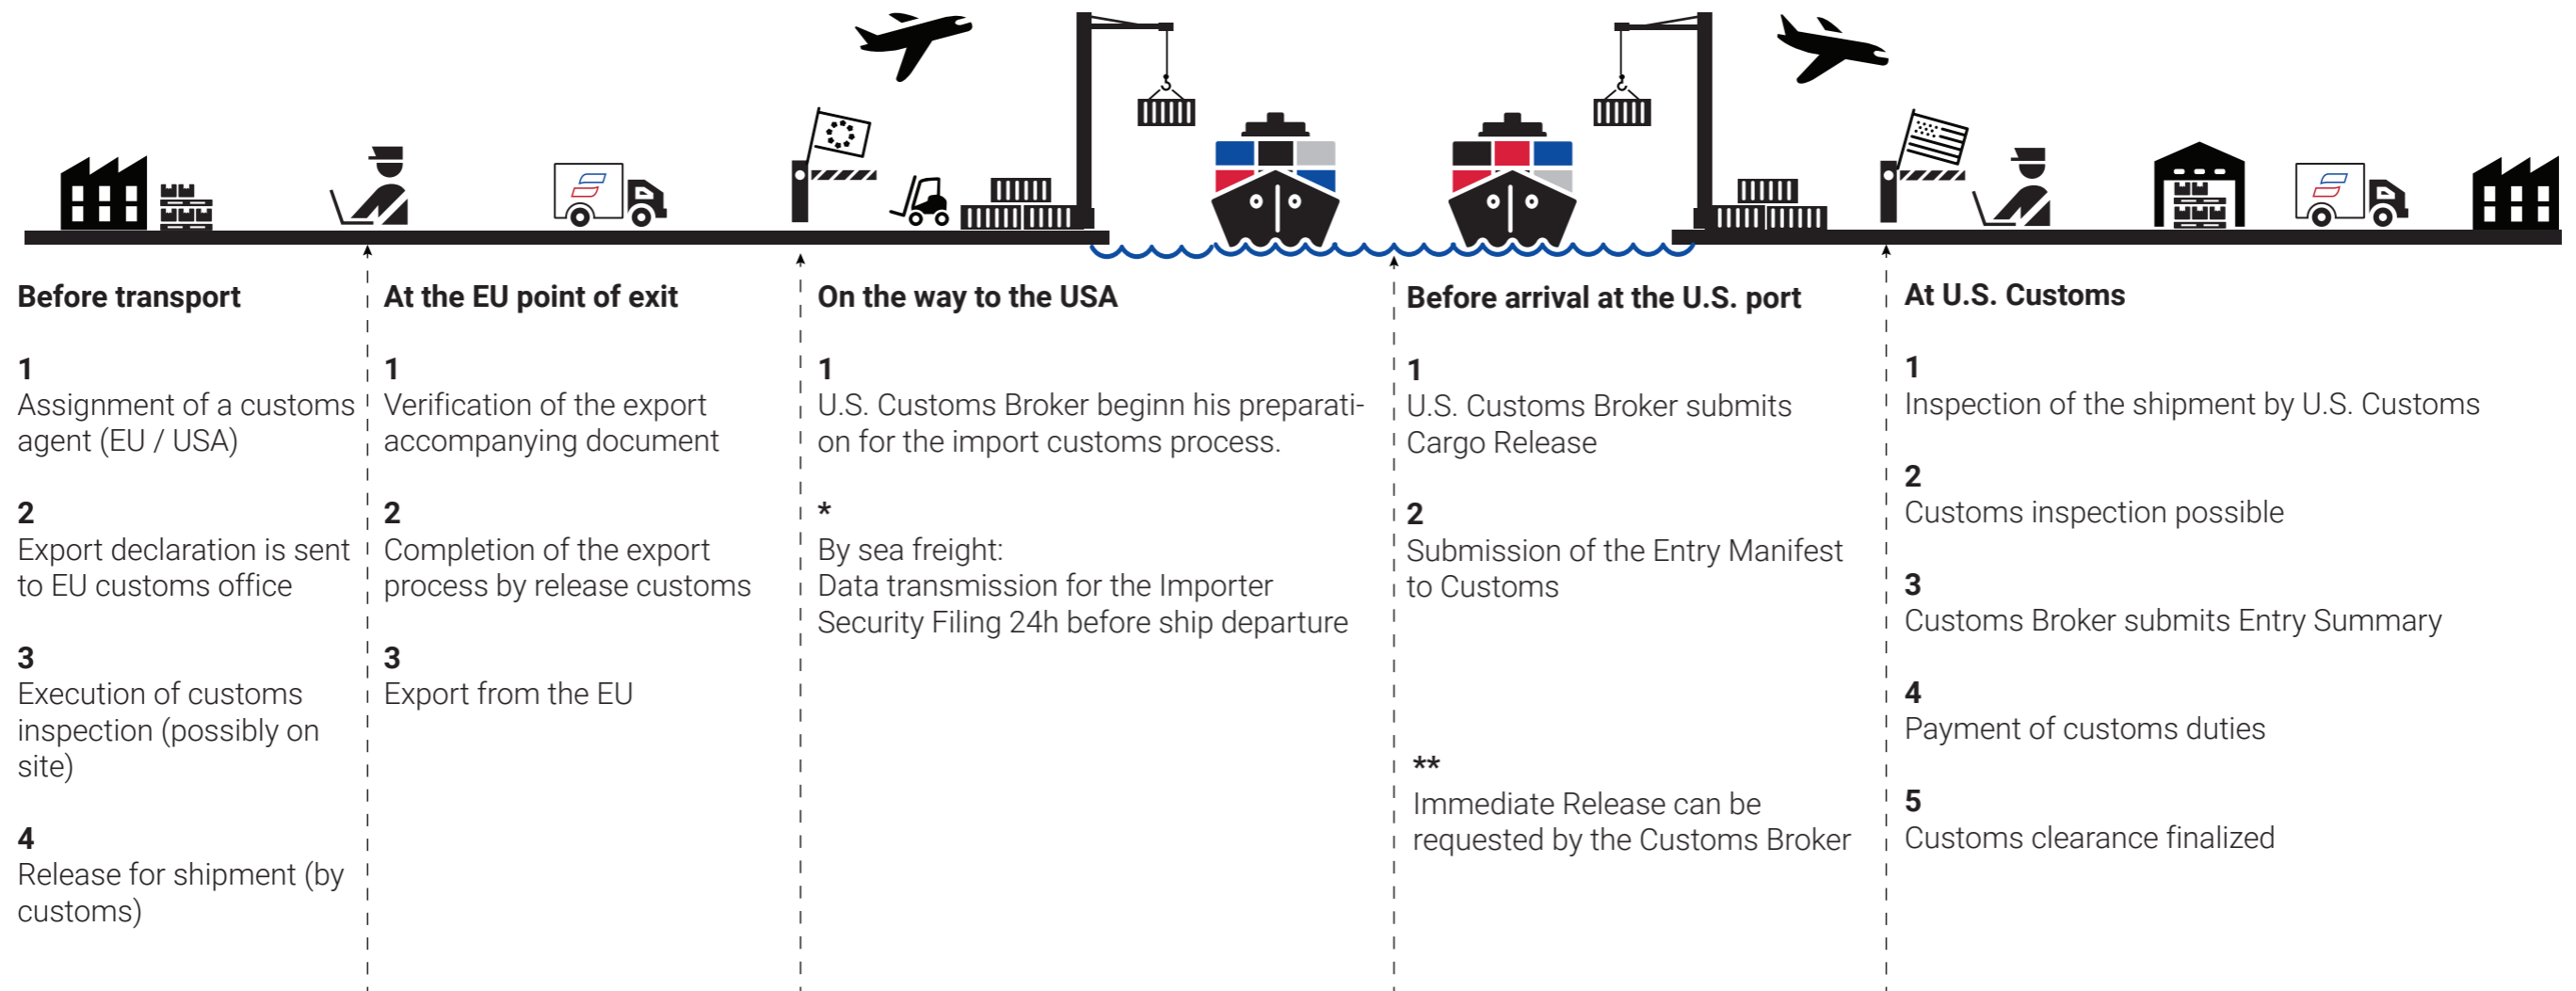 Before transport
1
Assignment of a customs
agent (EU / USA)
2
Export declaration is sent
to EU customs office
3
Execution of customs
inspection (possibly on
site)
4
Release for shipment (by
customs)
At the EU point of exit
1
Verification of the export
accompanying document
2
Completion of the export
process by release customs
3
Export from the EU
On the way to the USA
1
U.S. Customs Broker beginn his preparati-
on for the import customs process.
*
By sea freight:
Data transmission for the Importer
Security Filing 24h before ship departure
Before arrival at the U.S. port
1
U.S. Customs Broker submits
Cargo Release
2
Submission of the Entry Manifest
to Customs
**
Immediate Release can be
requested by the Customs Broker
At U.S. Customs
1
Inspection of the shipment by U.S. Customs
2
Customs inspection possible
3
Customs Broker submits Entry Summary
4
Payment of customs duties
5
Customs clearance finalized